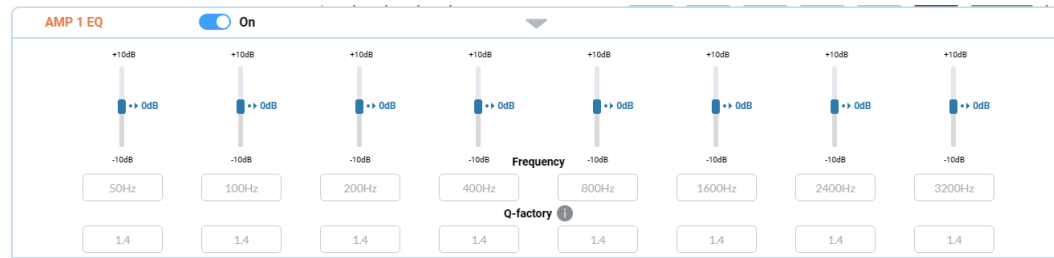 AMP 1 EQ On
+10dB +10dB +10dB +10dB +10dB +10dB +10dB +10dB
0dB 0dB 0dB 0dB 0dB 0dB 0dB 0dB
-10dB -10dB -10dB -10dB -10dB -10dB -10dB -10dB
Frequency
50Hz 100Hz 200Hz 400Hz 800Hz 1600Hz 2400Hz 3200Hz
Q-factory i
1.4 1.4 1.4 1.4 1.4 1.4 1.4 1.4